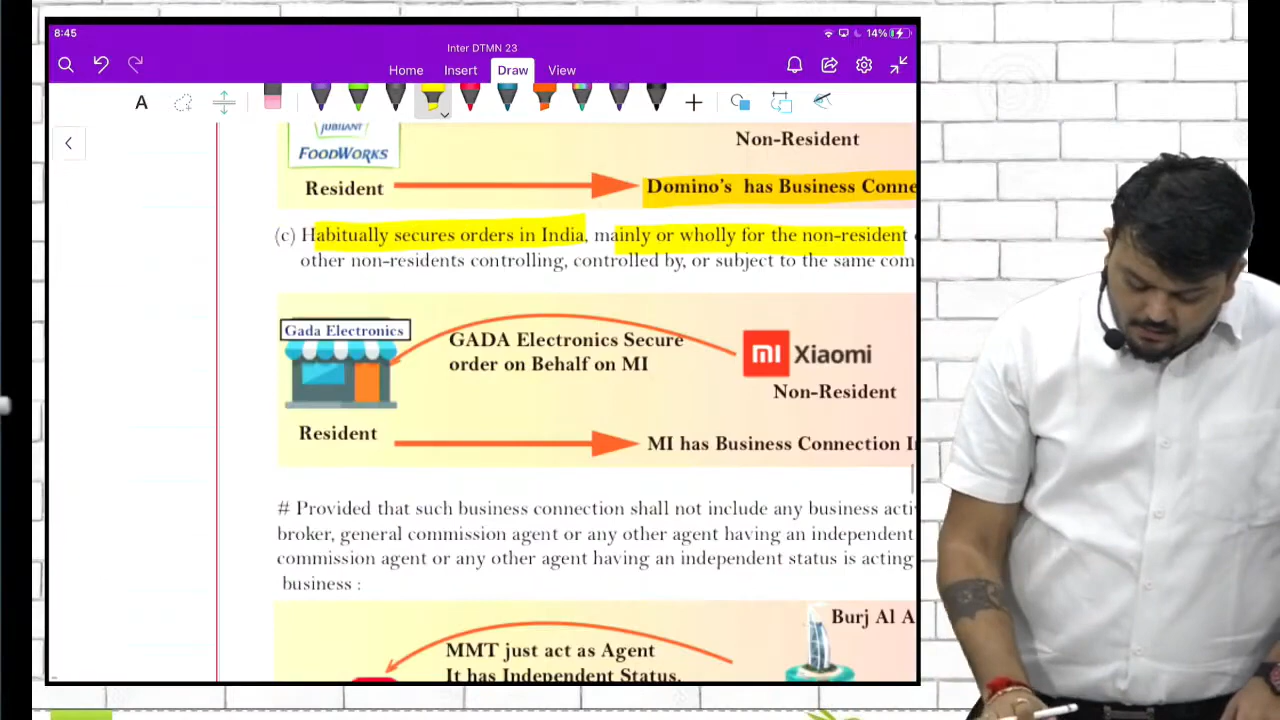 8:45
14%
Inter DTMN 23
Home Insert Draw View
A
JUBILANT
FOODWORKS
Non-Resident
Resident
Domino's has Business Conne
(c) Habitually secures orders in India, mainly or wholly for the non-resident
other non-residents controlling, controlled by, or subject to the same com
Gada Electronics
GADA Electronics Secure
order on Behalf on MI
mi Xiaomi
Non-Resident
Resident
MI has Business Connection I
# Provided that such business connection shall not include any business acti
broker, general commission agent or any other agent having an independent
commission agent or any other agent having an independent status is acting
business :
Burj Al A
MMT just act as Agent
It has Independent Status.